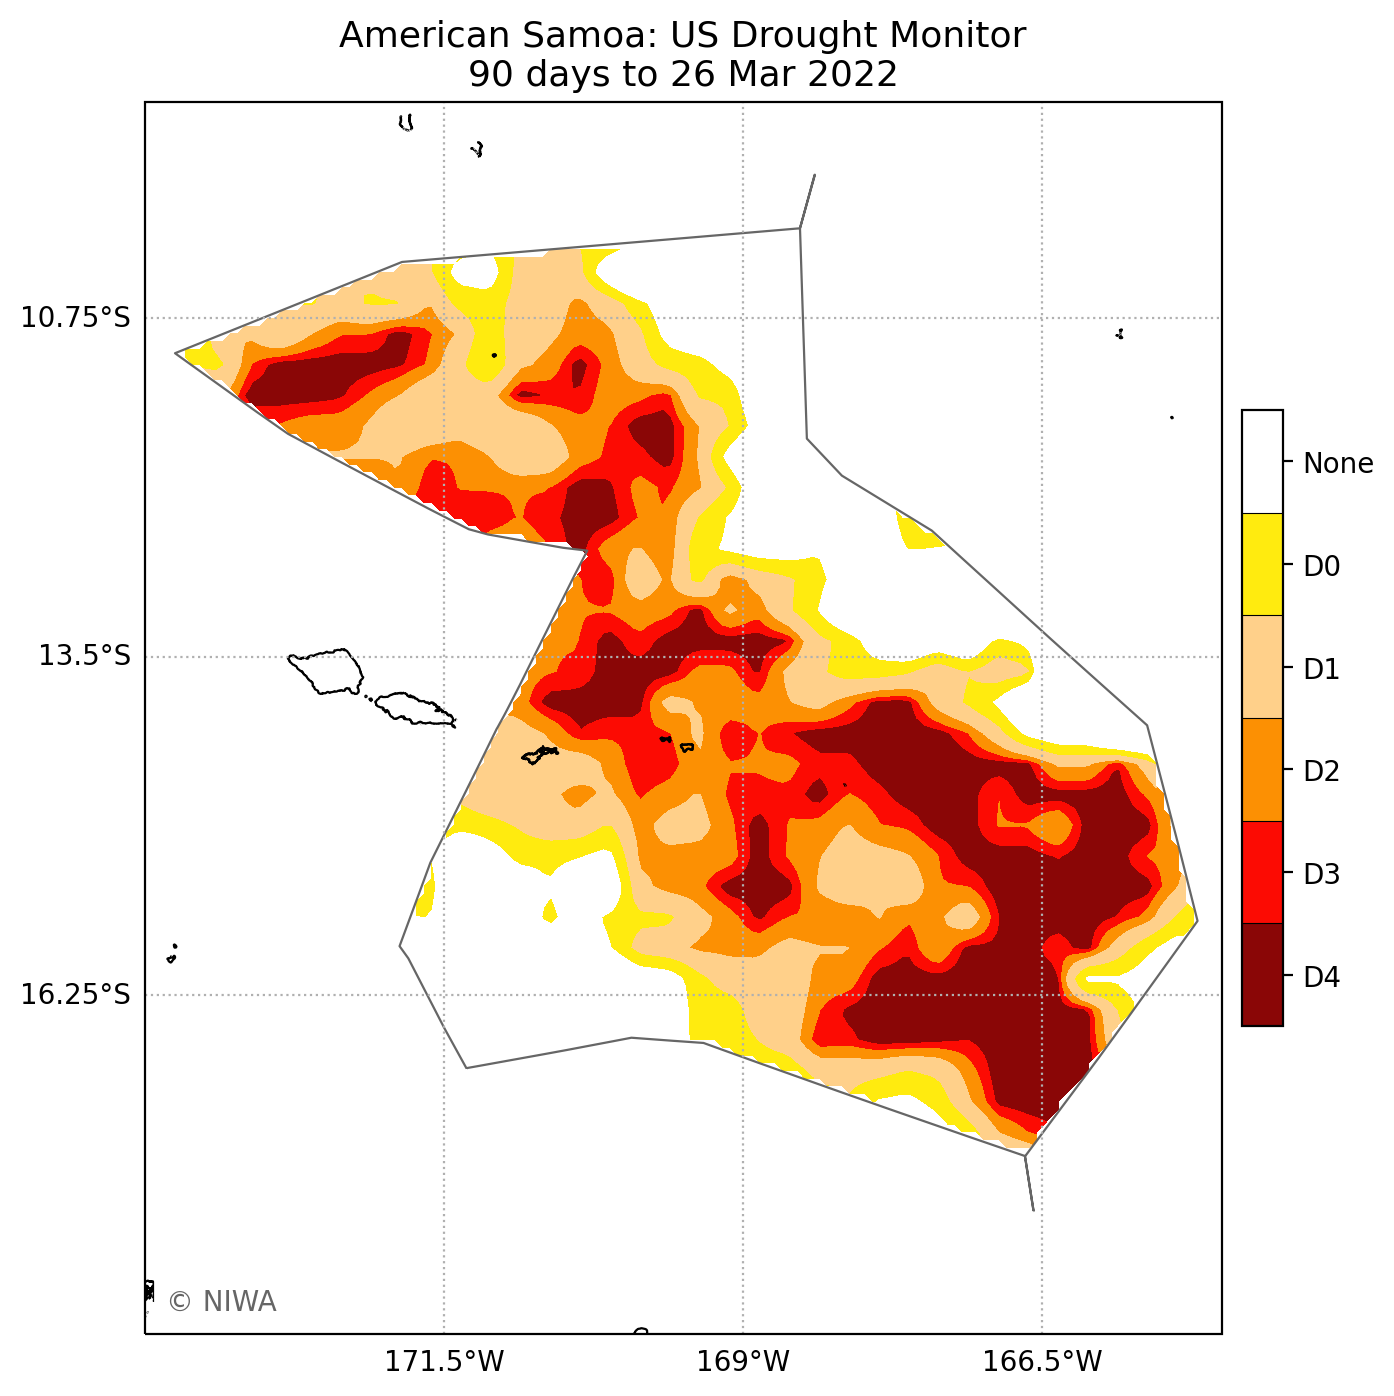 American Samoa: US Drought Monitor
90 days to 26 Mar 2022
10.75°S
13.5°S
16.25°S
171.5°W
169°W
166.5°W
None
D0
D1
D2
D3
D4
© NIWA